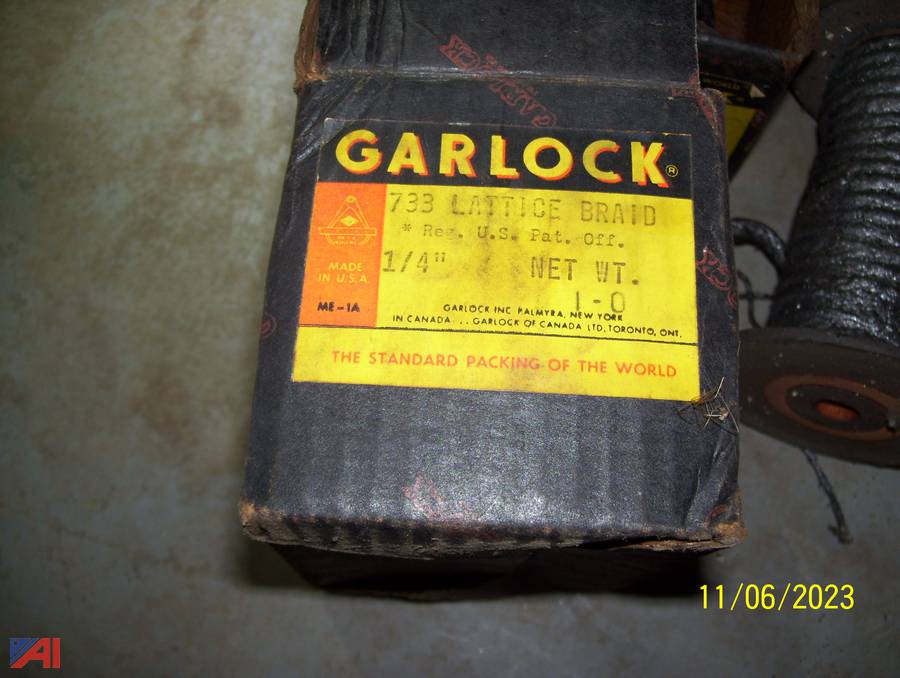 GARLOCK®
733 LATTICE BRAID
* Reg. U.S. Pat. Off.
1/4" NET WT.
1-0
MADE
IN U.S.A
ME-1A
GARLOCK INC PALMYRA, NEW YORK
IN CANADA... GARLOCK OF CANADA LTD, TORONTO, ONT.
THE STANDARD PACKING OF THE WORLD
11/06/2023
AI